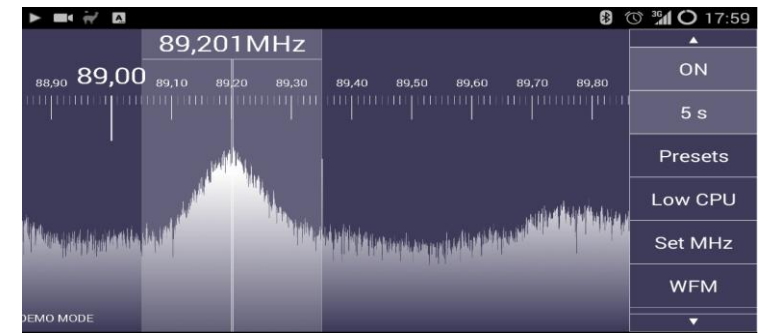 A 3G 17:59
89,201MHz
88,90 89,00 89,10 89,20 89,30 89,40 89,50 89,60 89,70 89,80
ON
5 s
Presets
Low CPU
Set MHz
WFM
DEMO MODE